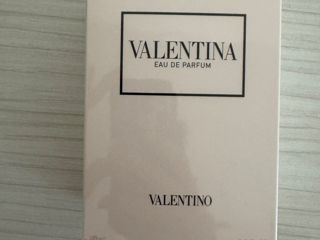 VALENTINA
EAU DE PARFUM
VALENTINO